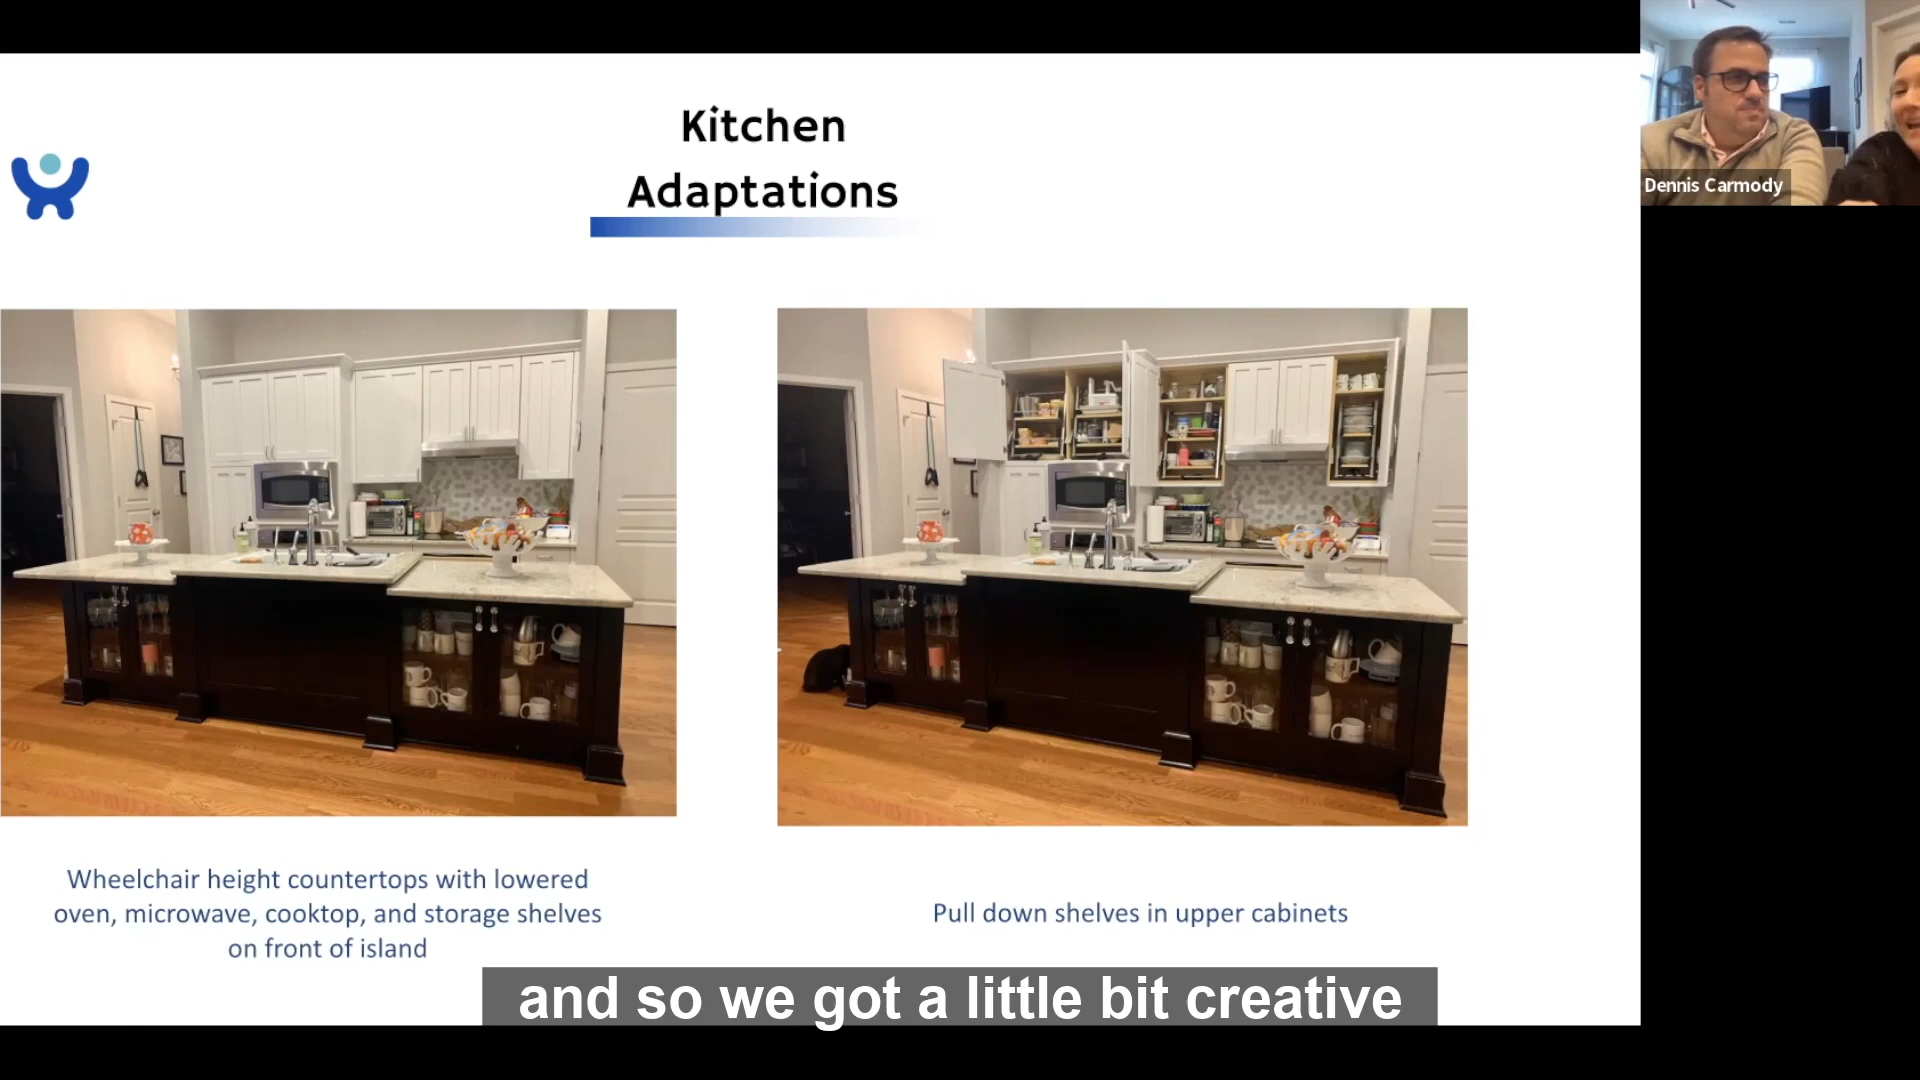 Kitchen
Adaptations
Dennis Carmody
Wheelchair height countertops with lowered
oven, microwave, cooktop, and storage shelves
on front of island
Pull down shelves in upper cabinets
and so we got a little bit creative